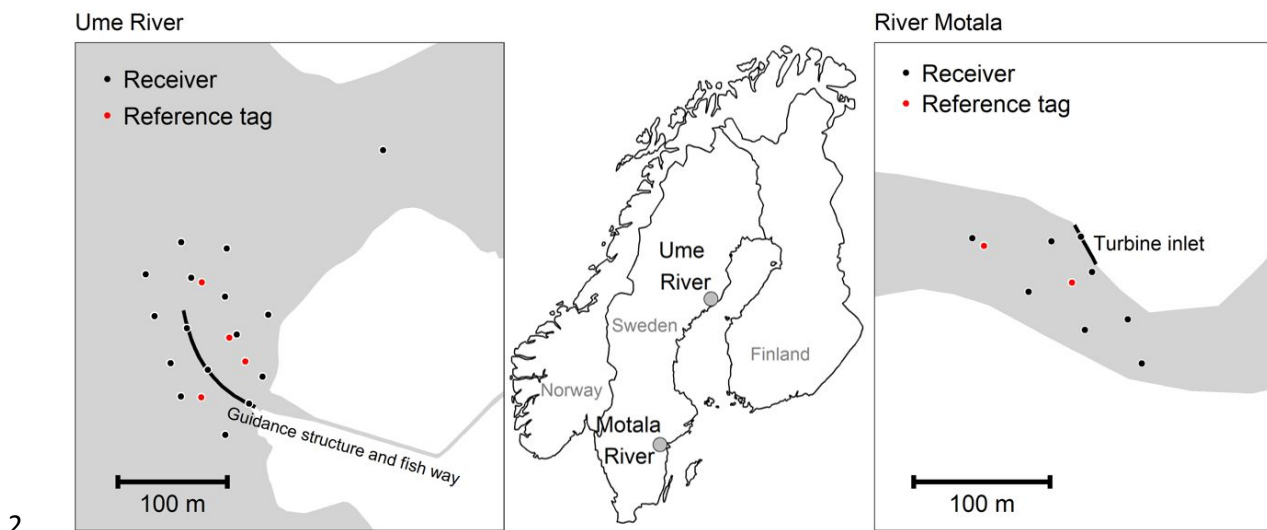 Ume River
Receiver
Reference tag
Guidance structure and fish way
100 m
Ume
River
Sweden
Finland
Norway
Motala
River
River Motala
Receiver
Reference tag
Turbine inlet
100 m
2